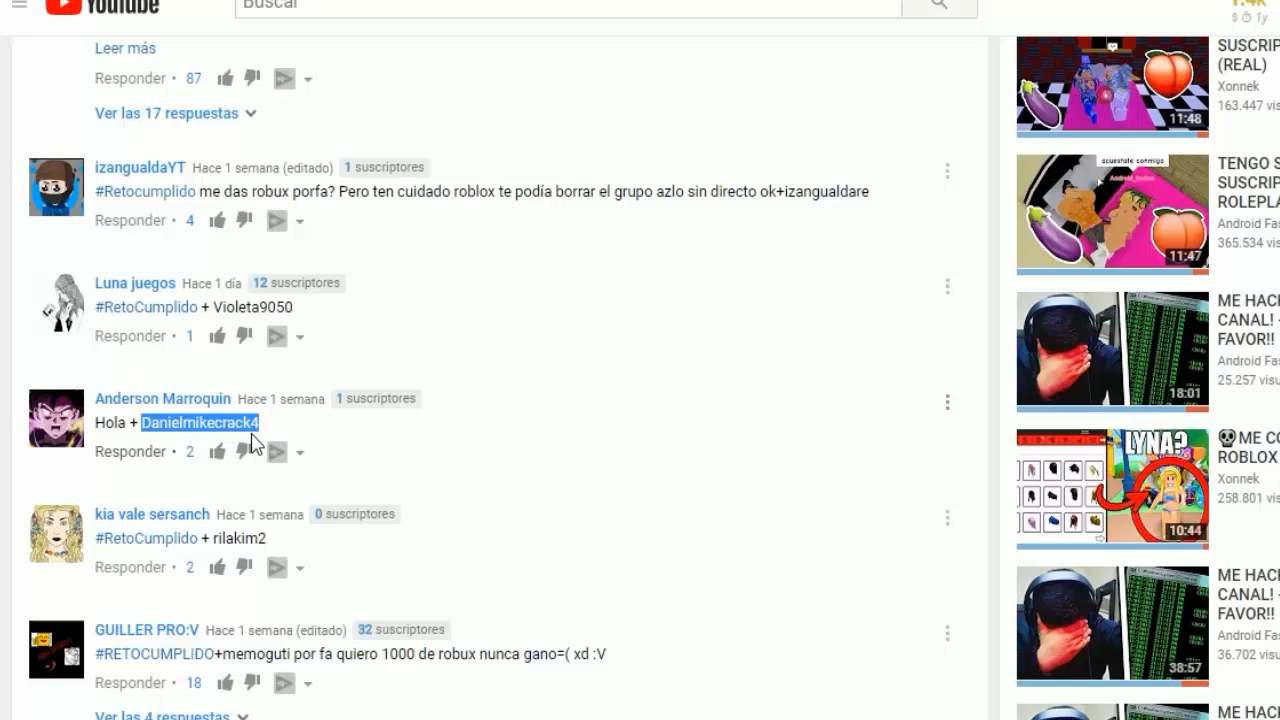 YouTube
Buscar
1.4K
$ 1y
Leer más
Responder • 87
Ver las 17 respuestas
izangualdaYT Hace 1 semana (editado) 1 suscriptores
#Retocumplido me das robux porfa? Pero ten cuidado roblox te podía borrar el grupo azlo sin directo ok+izangualdare
Responder • 4
Luna juegos Hace 1 día 12 suscriptores
#RetoCumplido + Violeta9050
Responder • 1
Anderson Marroquin Hace 1 semana 1 suscriptores
Hola + Danielmikecrack4
Responder • 2
kia vale sersanch Hace 1 semana 0 suscriptores
#RetoCumplido + rilakim2
Responder • 2
GUILLER PRO:V Hace 1 semana (editado) 32 suscriptores
#RETOCUMPLIDO+memoguti por fa quiero 1000 de robux nunca gano=( xd :V
Responder • 18
Ver las 4 respuestas
11:48
SUSCRIP
(REAL)
Xonnek
163.447 vis
acuestate conmigo
11:47
TENGO S
SUSCRIP
ROLEPLA
Android Fas
365.534 vis
18:01
ME HAC
CANAL! -
FAVOR!!
Android Fas
25.257 visu
LYNA?
10:44
ME CO
ROBLOX
Xonnek
258.801 vis
38:57
ME HAC
CANAL! -
FAVOR!!
Android Fas
36.702 visu
ME HAC